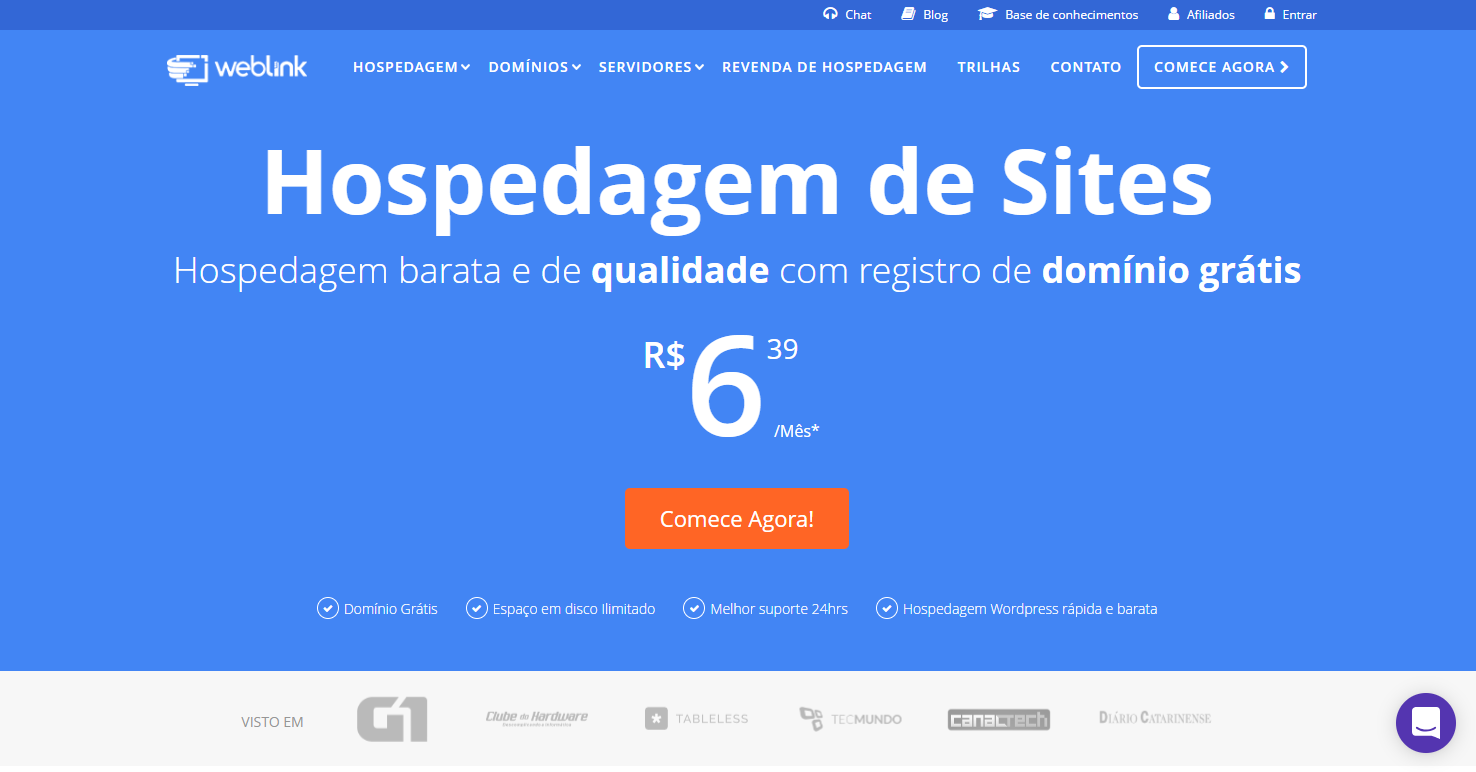 Chat Blog Base de conhecimentos Afiliados Entrar
weblink HOSPEDAGEM DOMÍNIOS SERVIDORES REVENDA DE HOSPEDAGEM TRILHAS CONTATO COMECE AGORA
Hospedagem de Sites
Hospedagem barata e de qualidade com registro de domínio grátis
R$6 39
/Mês*
Comece Agora!
Domínio Grátis Espaço em disco Ilimitado Melhor suporte 24hrs Hospedagem Wordpress rápida e barata
VISTO EM G1 Clube do Hardware TABLELESS TECMUNDO canaltech DIÁRIO CATARINENSE